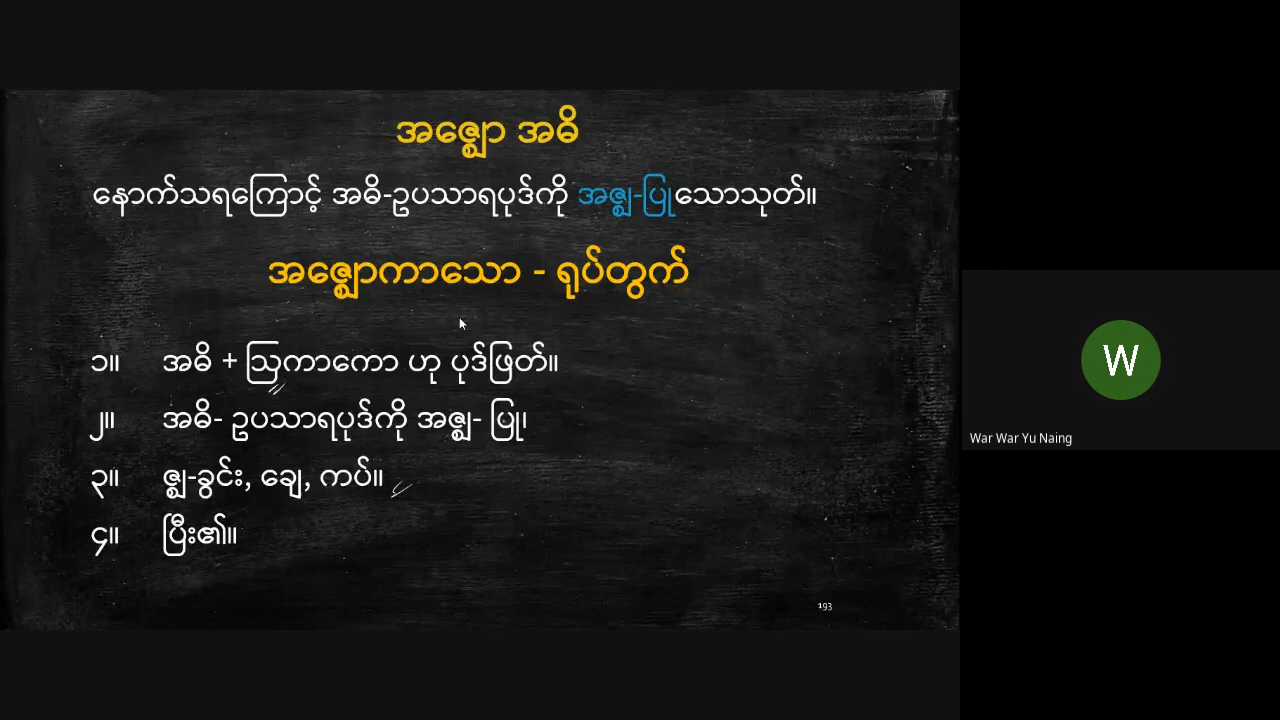 အဇ္ဈော အဓိ
နောက်သရကြောင့် အဓိ-ဥပသာရပုဒ်ကို အဇ္ဈ-ပြုသောသုတ်။
အဇ္ဈောကာသော - ရုပ်တွက်
၁။ အဓိ + ဩကာကော ဟု ပုဒ်ဖြတ်။
၂။ အဓိ- ဥပသာရပုဒ်ကို အဇ္ဈ- ပြု၊
၃။ ဇ္ဈ-ခွင်း, ချေ, ကပ်။
၄။ ပြီး၏။
193
W
War War Yu Naing